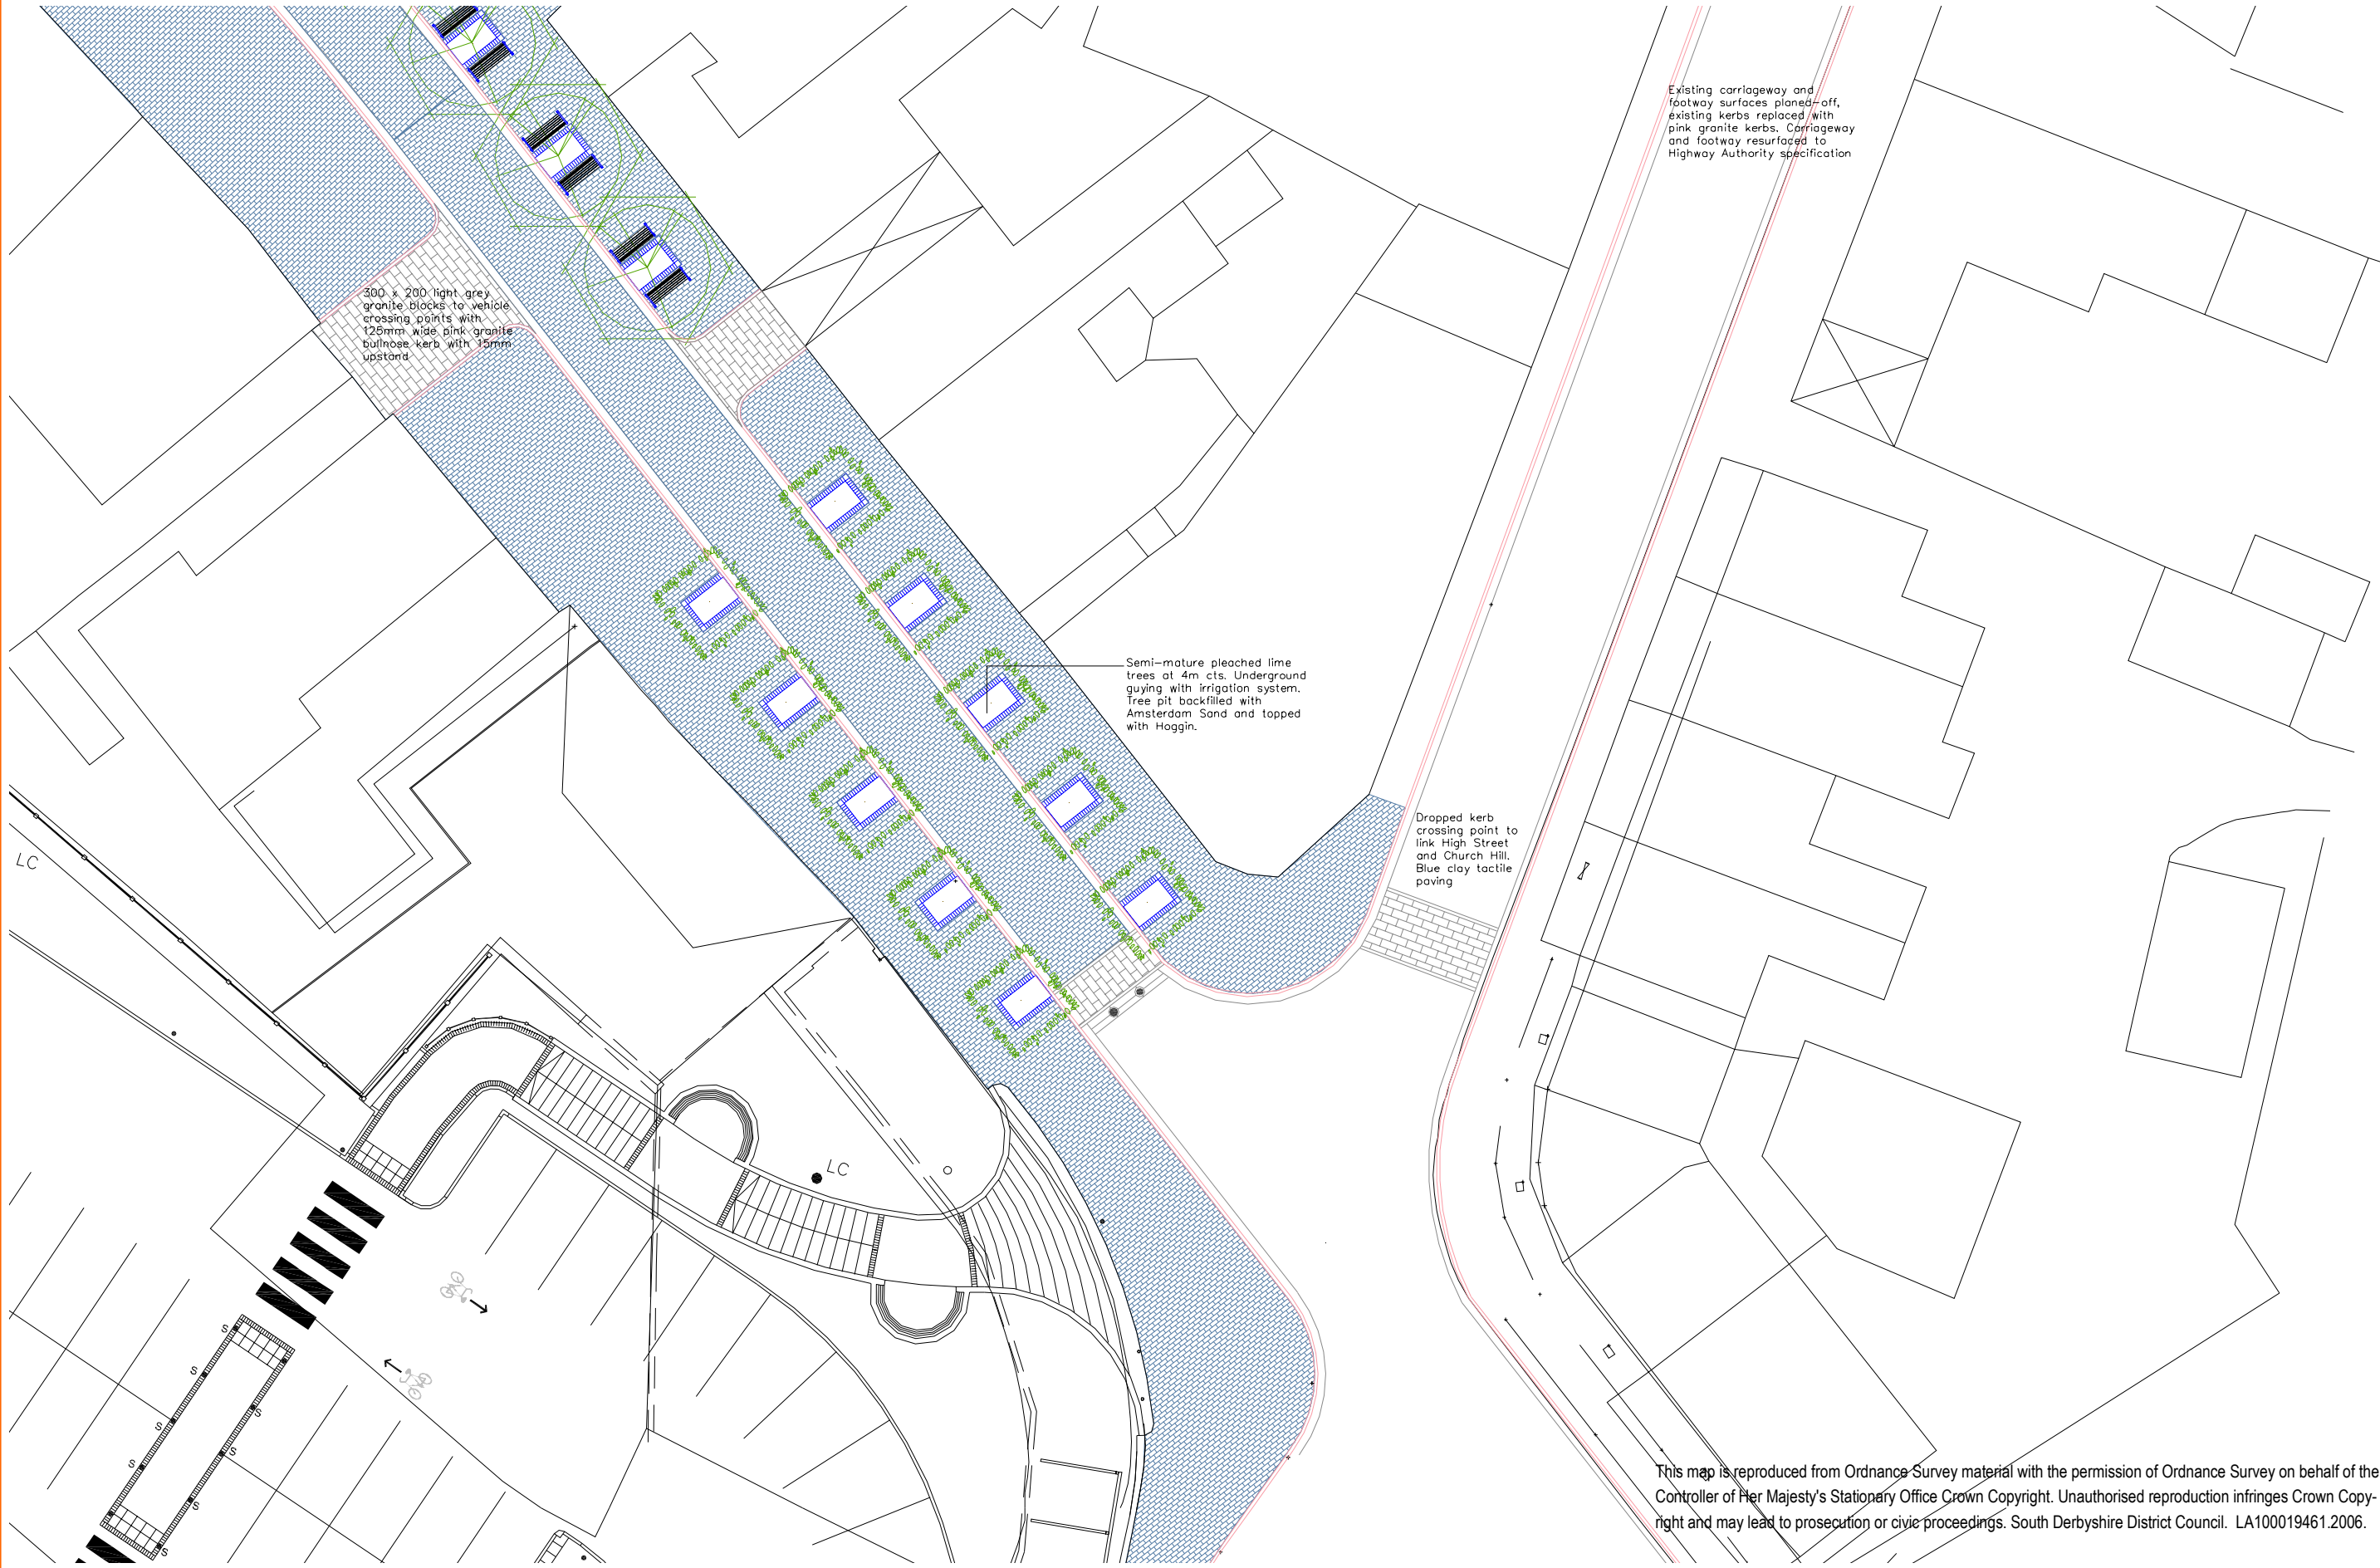 Existing carriageway and
footway surfaces planed-off,
existing kerbs replaced with
pink granite kerbs. Carriageway
and footway resurfaced to
Highway Authority specification
300 x 200 light grey
granite blocks to vehicle
crossing points with
125mm wide pink granite
bullnose kerb with 15mm
upstand
Semi-mature pleached lime
trees at 4m cts. Underground
guying with irrigation system.
Tree pit backfilled with
Amsterdam Sand and topped
with Hoggin.
Dropped kerb
crossing point to
link High Street
and Church Hill.
Blue clay tactile
paving
LC
LC
S
S
S
S
S
S
S
This map is reproduced from Ordnance Survey material with the permission of Ordnance Survey on behalf of the
Controller of Her Majesty's Stationary Office Crown Copyright. Unauthorised reproduction infringes Crown Copy-
right and may lead to prosecution or civic proceedings. South Derbyshire District Council. LA100019461.2006.